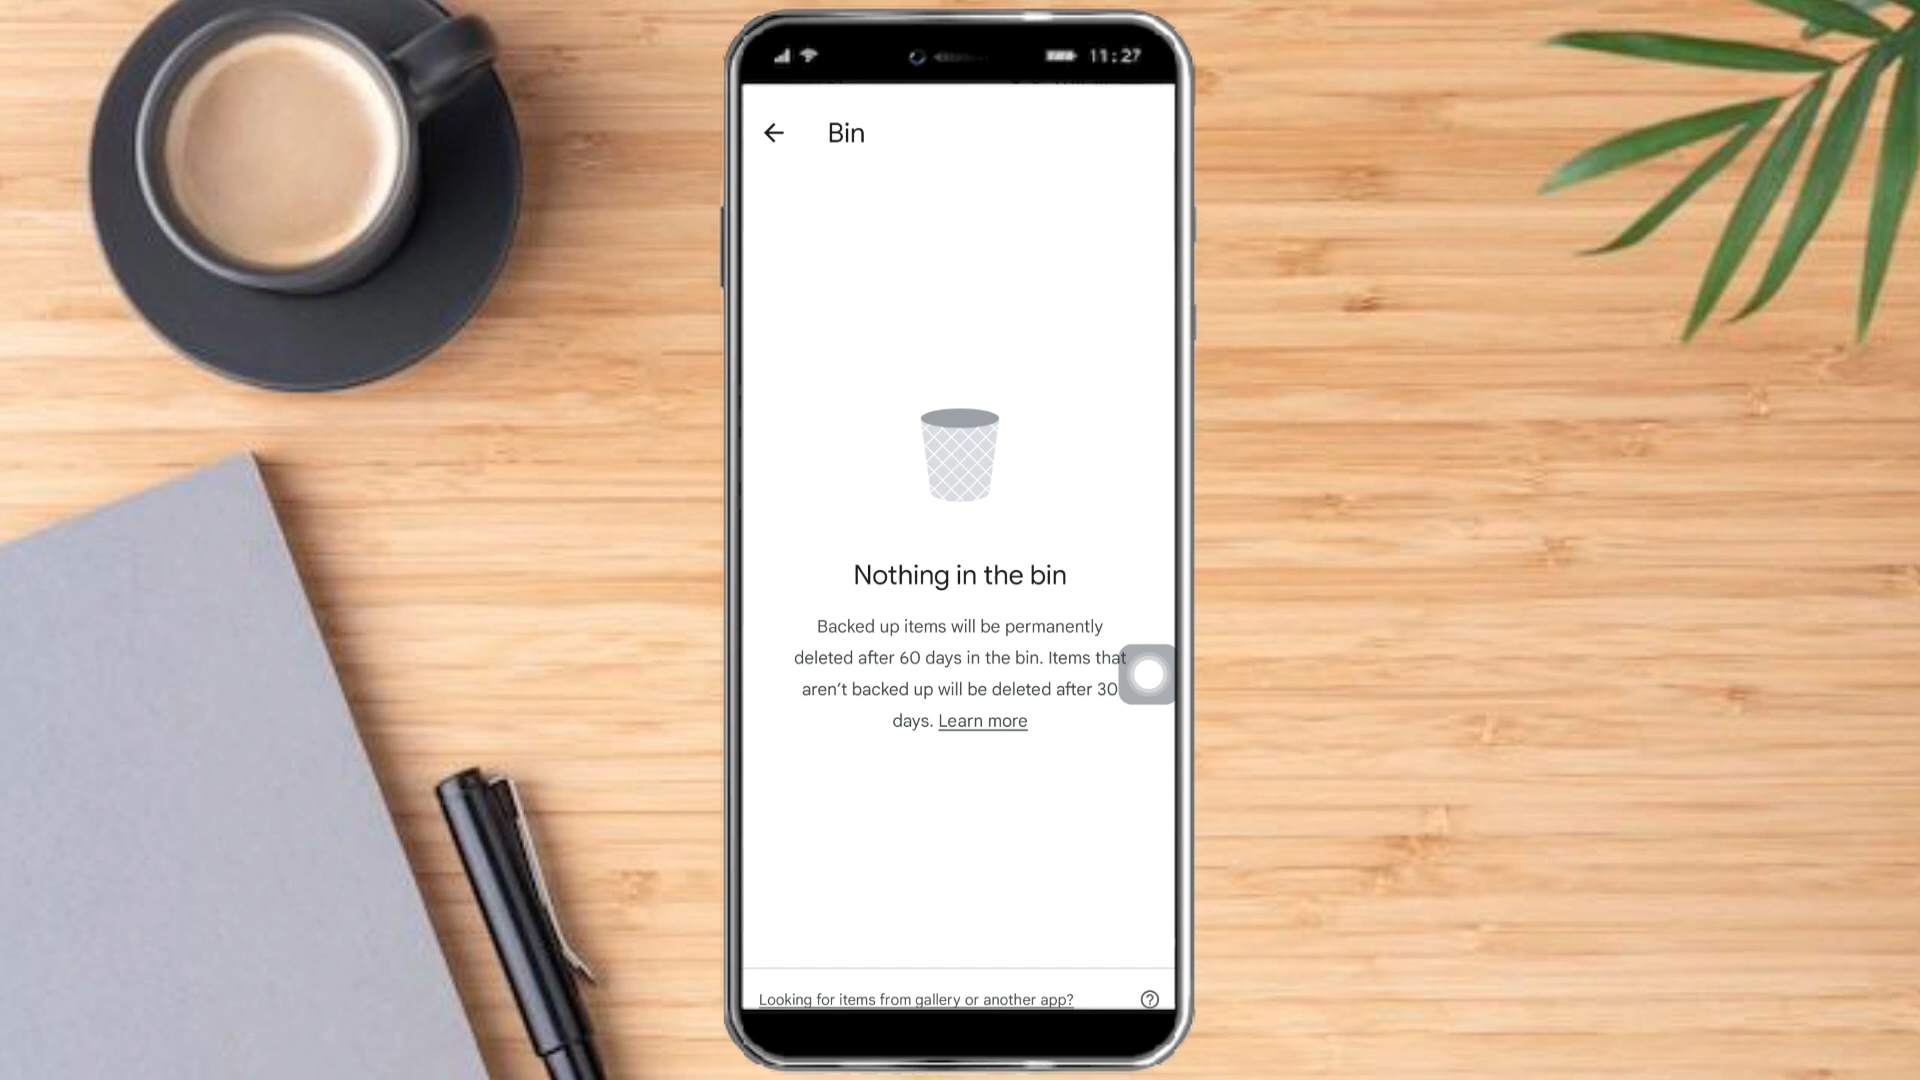 11:27
Bin
Nothing in the bin
Backed up items will be permanently
deleted after 60 days in the bin. Items that
aren't backed up will be deleted after 30
days. Learn more
Looking for items from gallery or another app?